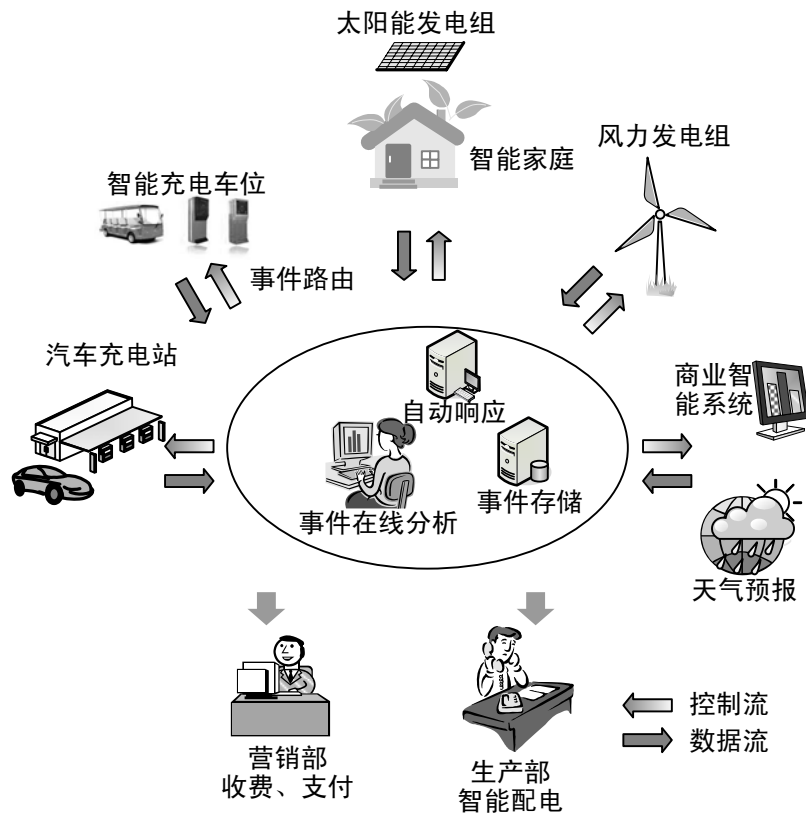 太阳能发电组
智能家庭
风力发电组
智能充电车位
事件路由
汽车充电站
商业智
能系统
自动响应
事件在线分析
事件存储
天气预报
营销部
收费、支付
生产部
智能配电
控制流
数据流